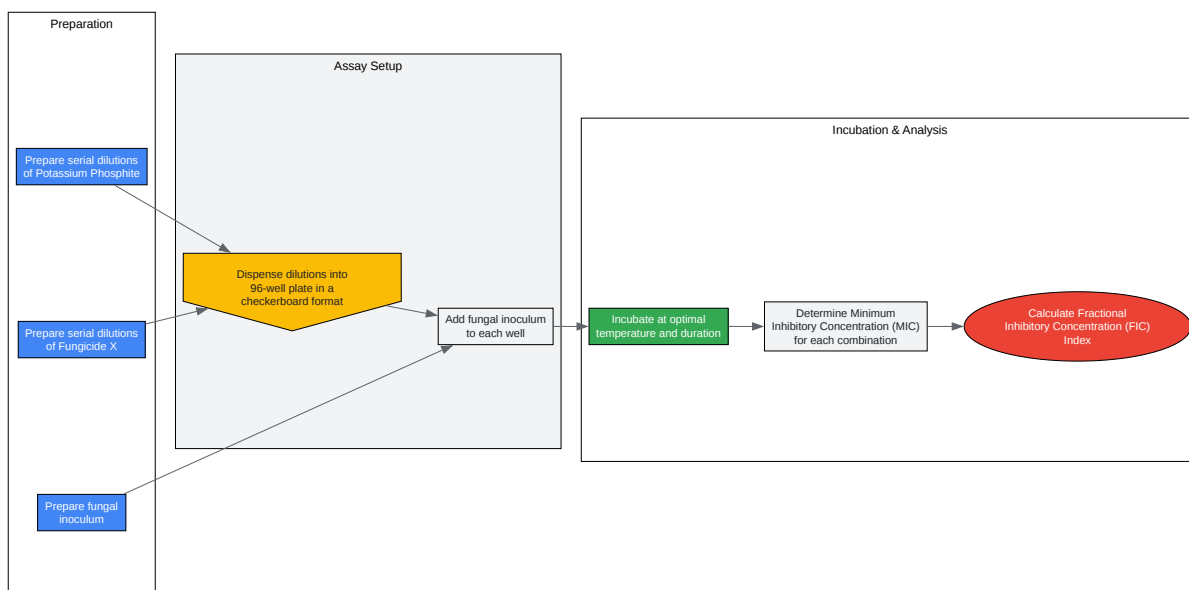 Preparation
Prepare serial dilutions
of Potassium Phosphite
Prepare serial dilutions
of Fungicide X
Prepare fungal
inoculum
Assay Setup
Dispense dilutions into
96-well plate in a
checkerboard format
Add fungal inoculum
to each well
Incubation & Analysis
Incubate at optimal
temperature and duration
Determine Minimum
Inhibitory Concentration (MIC)
for each combination
Calculate Fractional
Inhibitory Concentration (FIC)
Index